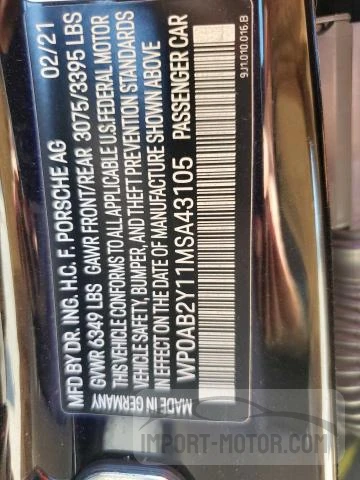 MFD BY DR. ING. H.C. F. PORSCHE AG 02/21
GVWR 6349 LBS GAWR FRONT/REAR 3075/3395 LBS
THIS VEHICLE CONFORMS TO ALL APPLICABLE U.S. FEDERAL MOTOR
VEHICLE SAFETY, BUMPER, AND THEFT PREVENTION STANDARDS
IN EFFECT ON THE DATE OF MANUFACTURE SHOWN ABOVE
WP0AB2Y11MSA43105 PASSENGER CAR
MADE IN GERMANY
9J1.010.016.B
IMPORT-MOTOR.COM